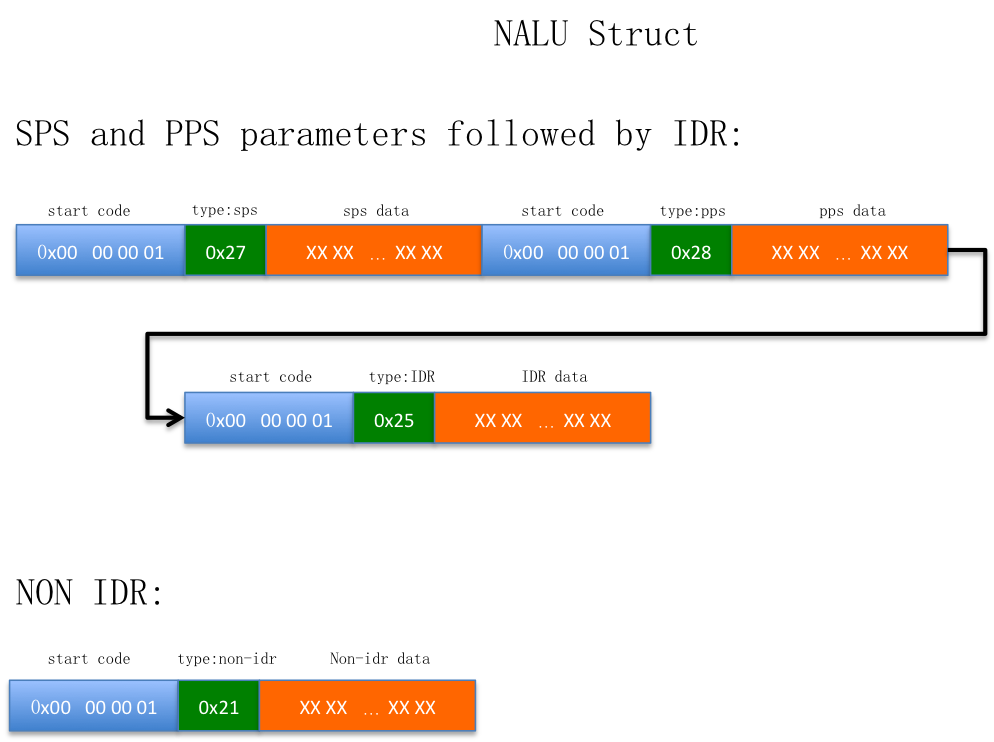 NALU Struct
SPS and PPS parameters followed by IDR:
start code type:sps sps data start code type:pps pps data
0x00 00 00 01 0x27 XX XX ... XX XX 0x00 00 00 01 0x28 XX XX ... XX XX
start code type:IDR IDR data
0x00 00 00 01 0x25 XX XX ... XX XX
NON IDR:
start code type:non-idr Non-idr data
0x00 00 00 01 0x21 XX XX ... XX XX